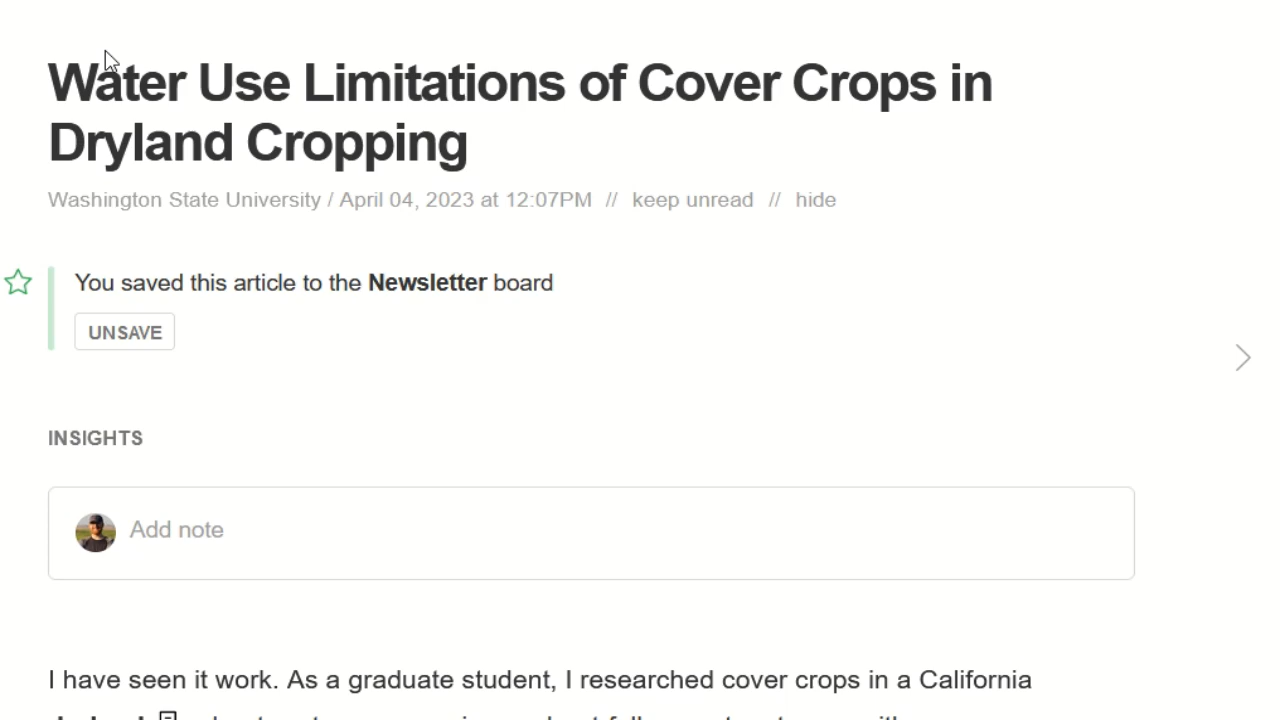 Water Use Limitations of Cover Crops in
Dryland Cropping
Washington State University / April 04, 2023 at 12:07PM // keep unread // hide
You saved this article to the Newsletter board
UNSAVE
INSIGHTS
Add note
I have seen it work. As a graduate student, I researched cover crops in a California